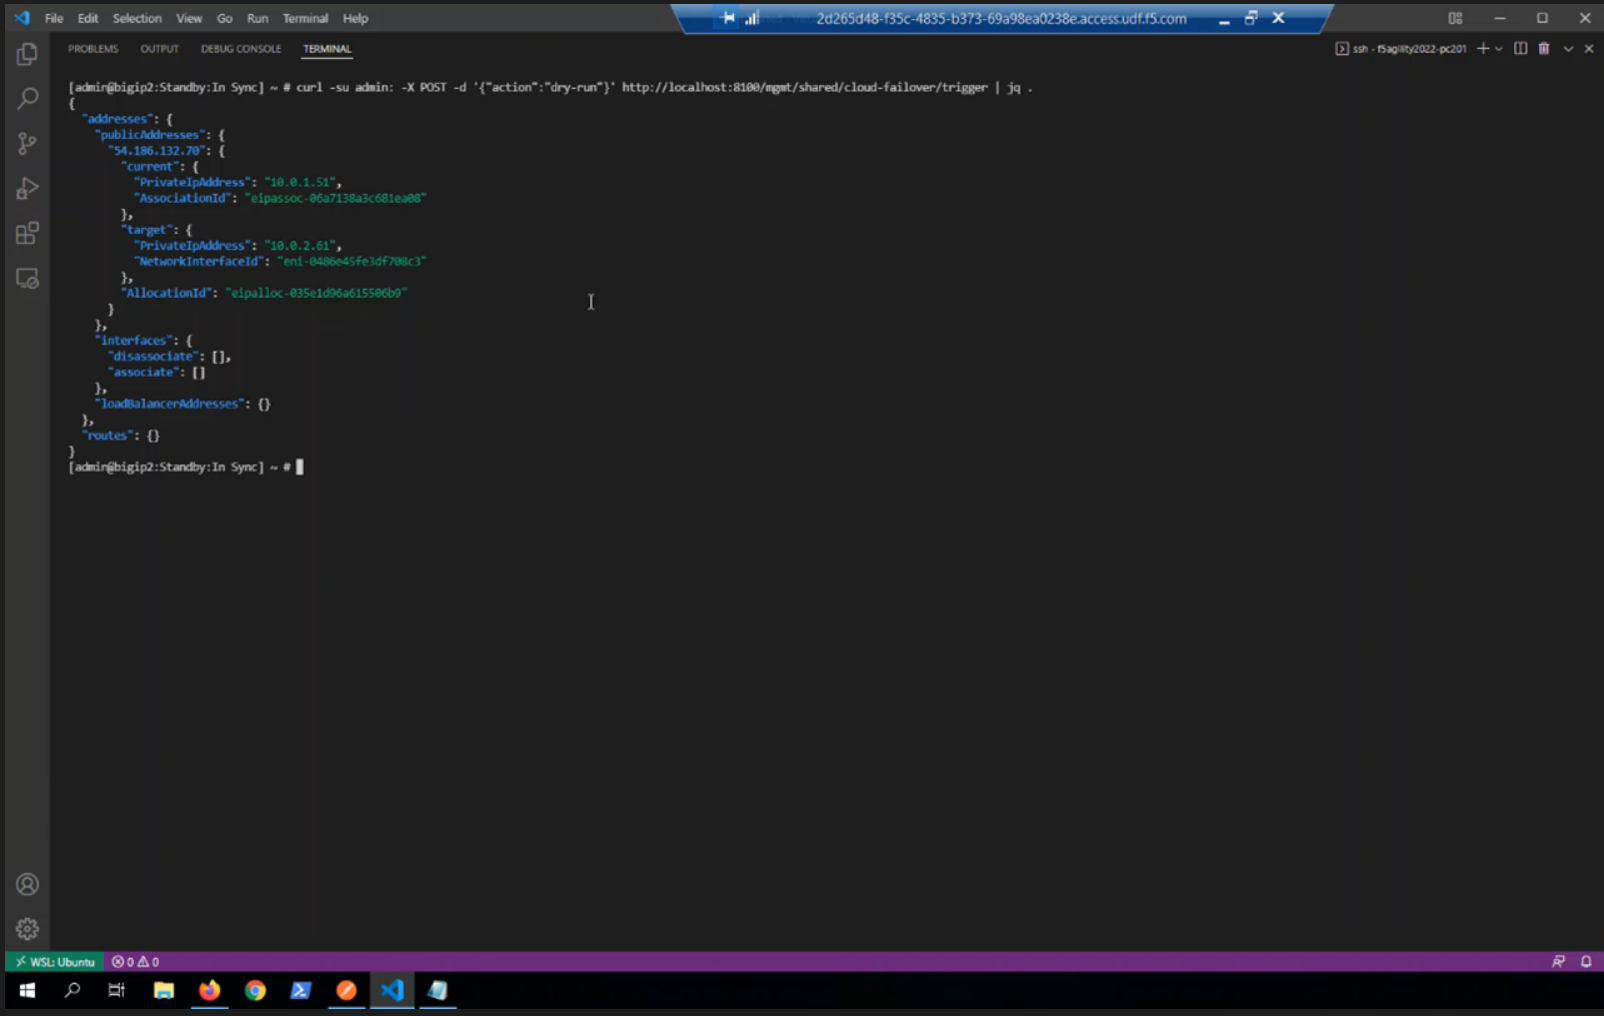 File Edit Selection View Go Run Terminal Help
2d265d48-f35c-4835-b373-69a98ea0238e.access.udf.f5.com
PROBLEMS OUTPUT DEBUG CONSOLE TERMINAL
ssh - f5agility2022-pc201
[admin@bigip2:Standby:In Sync] ~ # curl -su admin: -X POST -d '{"action":"dry-run"}' http://localhost:8100/mgmt/shared/cloud-failover/trigger | jq .
{
"addresses": {
"publicAddresses": {
"54.186.132.70": {
"current": {
"PrivateIpAddress": "10.0.1.51",
"AssociationId": "eipassoc-06a7138a3c681ea08"
},
"target": {
"PrivateIpAddress": "10.0.2.61",
"NetworkInterfaceId": "eni-0486e45fe3df708c3"
},
"AllocationId": "eipalloc-035e1d96a615506b9"
}
},
"interfaces": {
"disassociate": [],
"associate": []
},
"loadBalancerAddresses": {}
},
"routes": {}
}
[admin@bigip2:Standby:In Sync] ~ #
WSL: Ubuntu 0 0